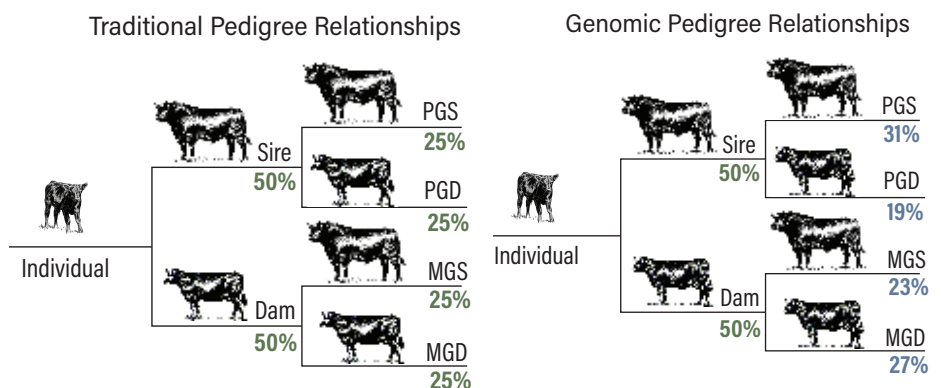 Traditional Pedigree Relationships
PGS
25%
Sire
50%
PGD
25%
Individual
MGS
25%
Dam
50%
MGD
25%
Genomic Pedigree Relationships
PGS
31%
Sire
50%
PGD
19%
Individual
MGS
23%
Dam
50%
MGD
27%